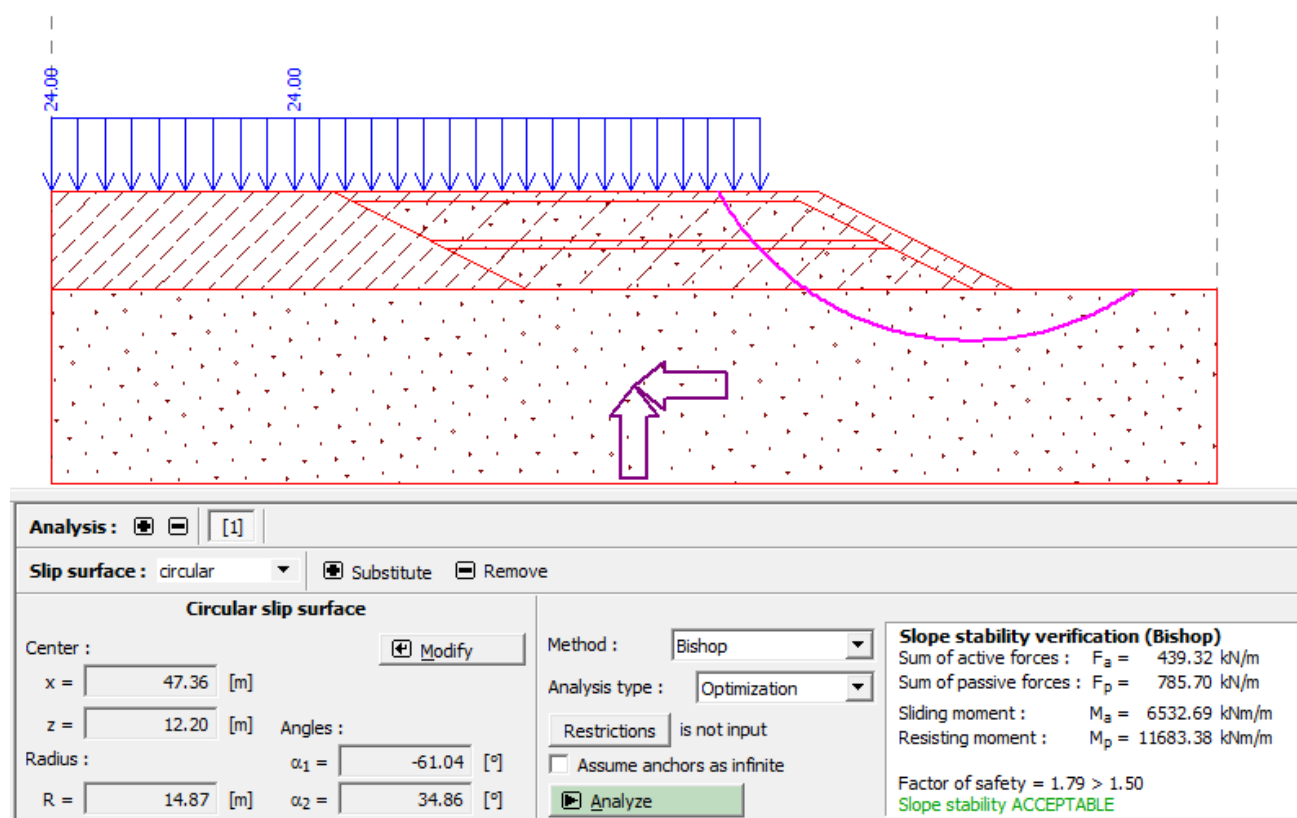 24.00
24.00
Analysis : [1]
Slip surface : circular Substitute Remove
Circular slip surface
Center :
Modify
x = 47.36 [m]
z = 12.20 [m]
Angles :
Radius :
α1 = -61.04 [°]
R = 14.87 [m]
α2 = 34.86 [°]
Method : Bishop
Analysis type : Optimization
Restrictions is not input
Assume anchors as infinite
Analyze
Slope stability verification (Bishop)
Sum of active forces : Fa = 439.32 kN/m
Sum of passive forces : Fp = 785.70 kN/m
Sliding moment : Ma = 6532.69 kNm/m
Resisting moment : Mp = 11683.38 kNm/m
Factor of safety = 1.79 > 1.50
Slope stability ACCEPTABLE